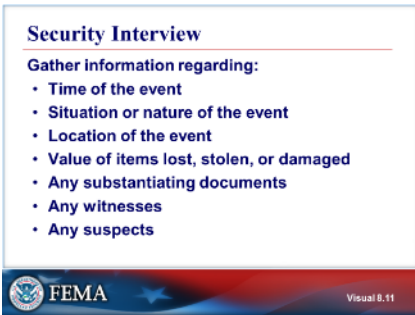 Security Interview
Gather information regarding:
• Time of the event
• Situation or nature of the event
• Location of the event
• Value of items lost, stolen, or damaged
• Any substantiating documents
• Any witnesses
• Any suspects
FEMA
Visual 8.11